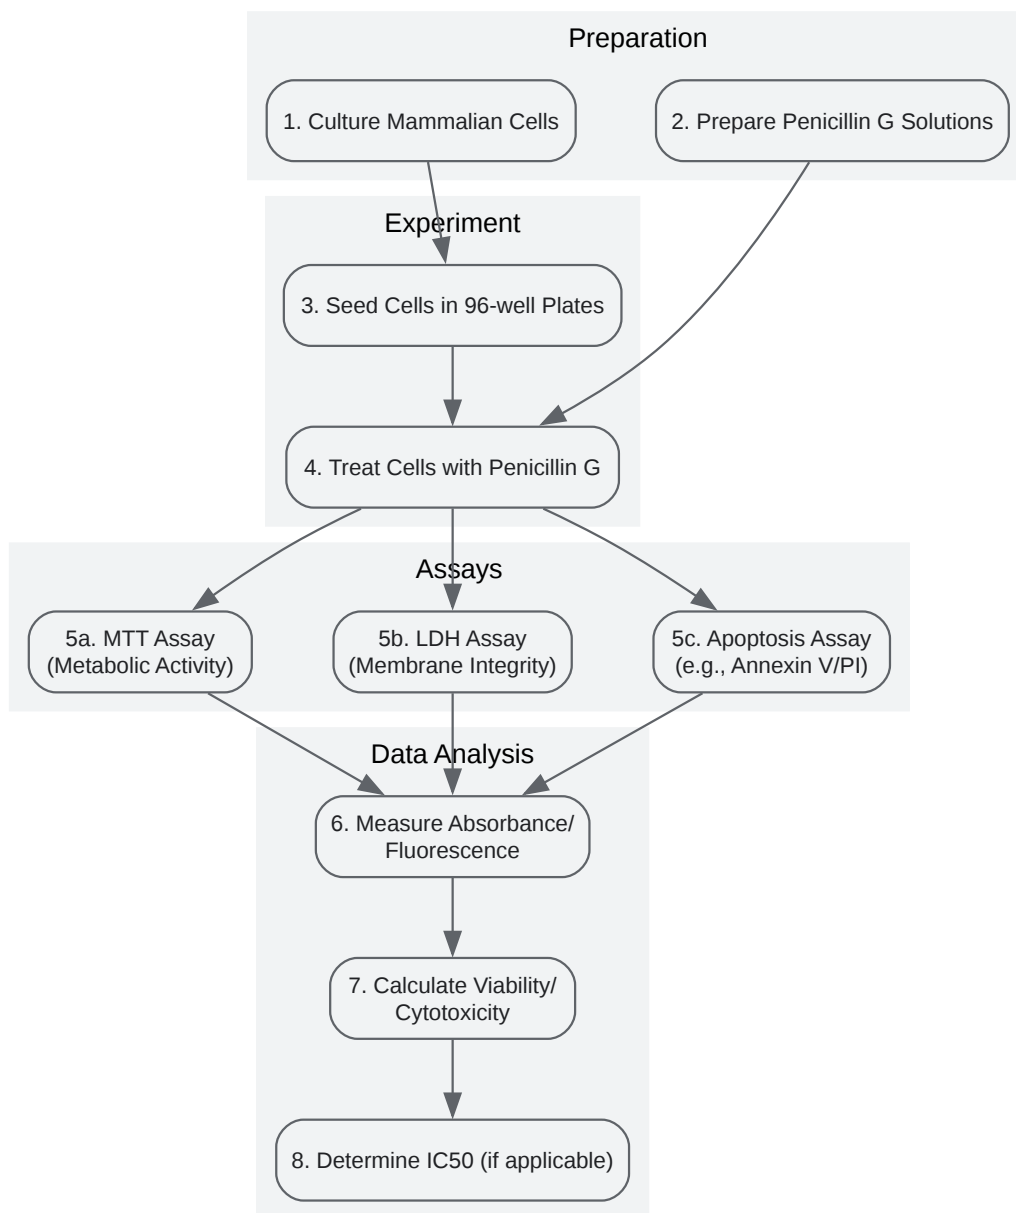 Preparation
1. Culture Mammalian Cells
2. Prepare Penicillin G Solutions
Experiment
3. Seed Cells in 96-well Plates
4. Treat Cells with Penicillin G
Assays
5a. MTT Assay
(Metabolic Activity)
5b. LDH Assay
(Membrane Integrity)
5c. Apoptosis Assay
(e.g., Annexin V/PI)
Data Analysis
6. Measure Absorbance/
Fluorescence
7. Calculate Viability/
Cytotoxicity
8. Determine IC50 (if applicable)